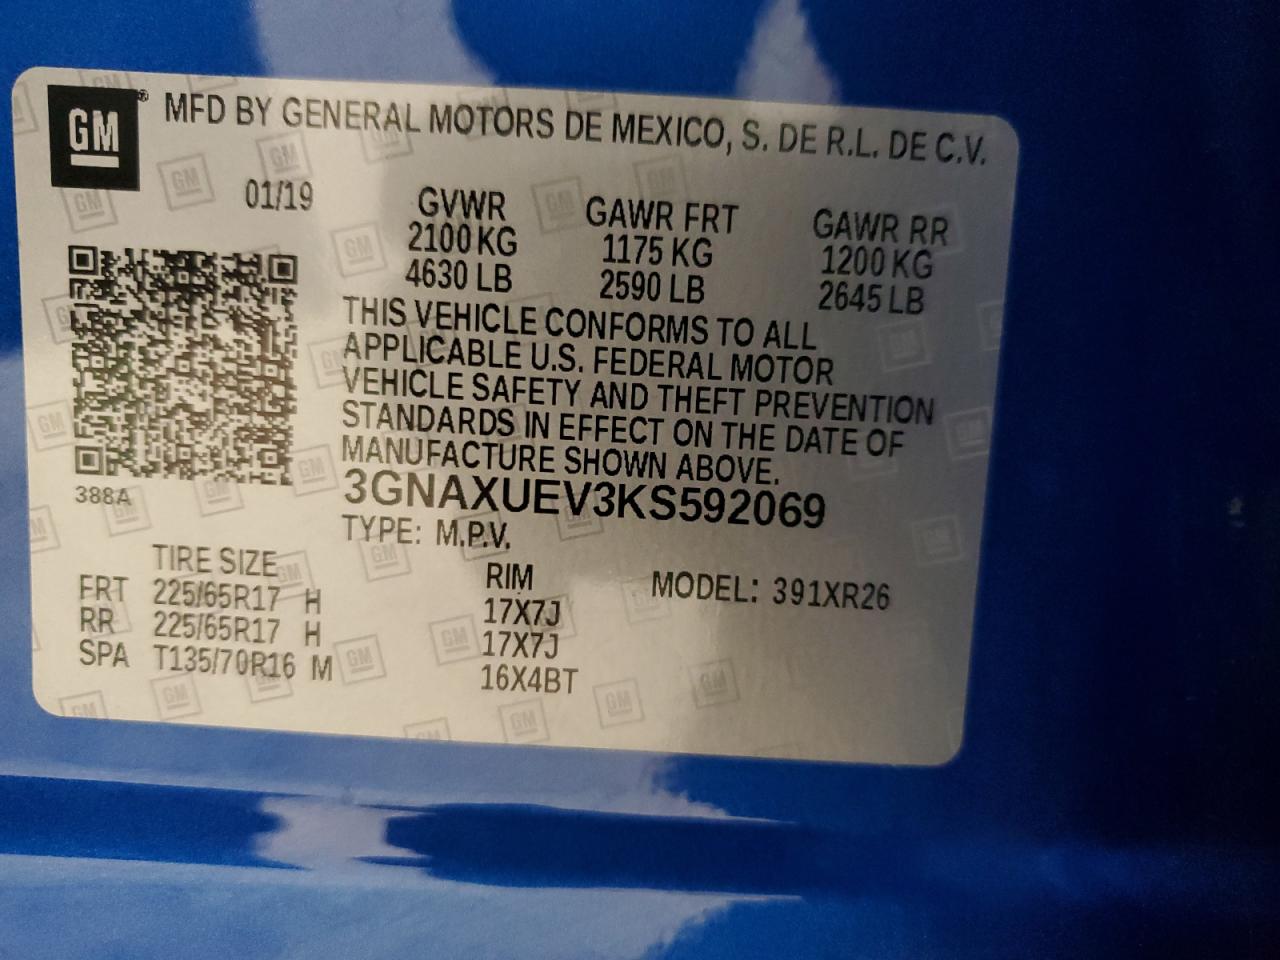 GM ® MFD BY GENERAL MOTORS DE MEXICO, S. DE R.L. DE C.V.
01/19
GVWR GAWR FRT GAWR RR
2100 KG 1175 KG 1200 KG
4630 LB 2590 LB 2645 LB
THIS VEHICLE CONFORMS TO ALL
APPLICABLE U.S. FEDERAL MOTOR
VEHICLE SAFETY AND THEFT PREVENTION
STANDARDS IN EFFECT ON THE DATE OF
MANUFACTURE SHOWN ABOVE.
388A
3GNAXUEV3KS592069
TYPE: M.P.V.
TIRE SIZE RIM MODEL: 391XR26
FRT 225/65R17 H 17X7J
RR 225/65R17 H 17X7J
SPA T135/70R16 M 16X4BT